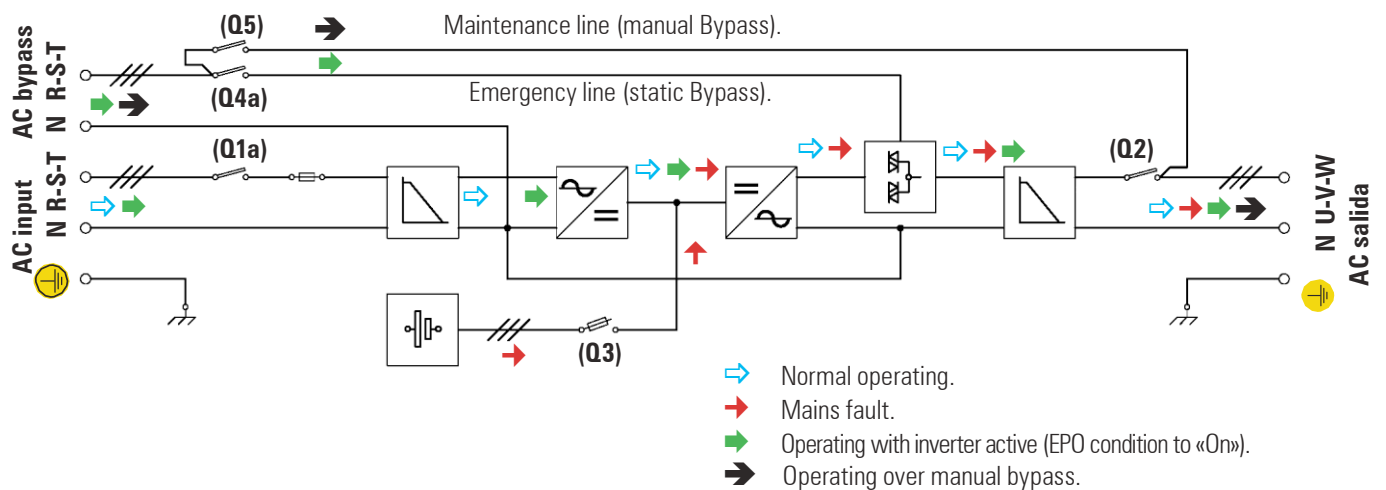 (Q5)
Maintenance line (manual Bypass).
AC bypass
N R-S-T
(Q4a)
Emergency line (static Bypass).
(Q1a)
(Q2)
AC input
N R-S-T
N U-V-W
AC salida
(Q3)
Normal operating.
Mains fault.
Operating with inverter active (EPO condition to «On»).
Operating over manual bypass.